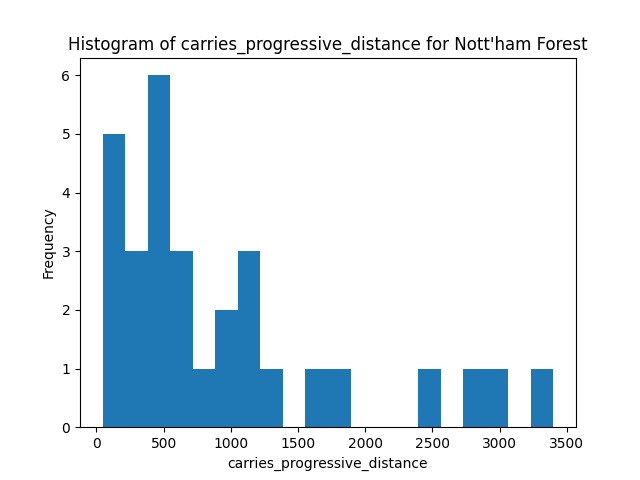 Histogram of carries_progressive_distance for Nott'ham Forest
6
5
4
3
2
1
0
Frequency
0 500 1000 1500 2000 2500 3000 3500
carries_progressive_distance